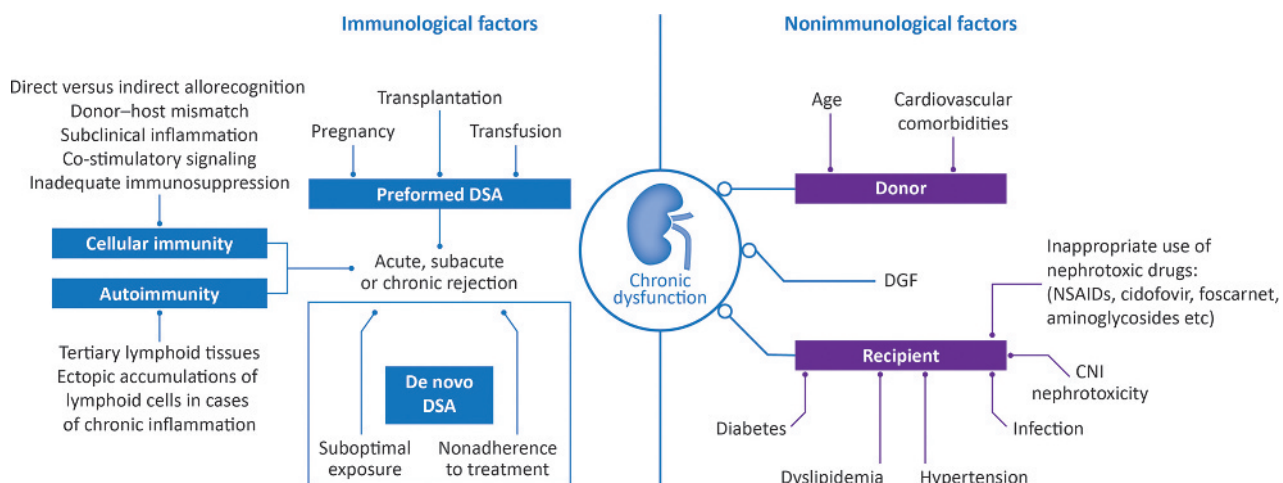 Immunological factors
Direct versus indirect allorecognition
Donor–host mismatch
Subclinical inflammation
Co-stimulatory signaling
Inadequate immunosuppression
Transplantation
Pregnancy
Transfusion
Preformed DSA
Cellular immunity
Autoimmunity
Acute, subacute
or chronic rejection
Tertiary lymphoid tissues
Ectopic accumulations of
lymphoid cells in cases
of chronic inflammation
De novo
DSA
Suboptimal
exposure
Nonadherence
to treatment
Chronic
dysfunction
Nonimmunological factors
Age
Cardiovascular
comorbidities
Donor
DGF
Inappropriate use of
nephrotoxic drugs:
(NSAIDs, cidofovir, foscarnet,
aminoglycosides etc)
Recipient
CNI
nephrotoxicity
Diabetes
Infection
Dyslipidemia
Hypertension